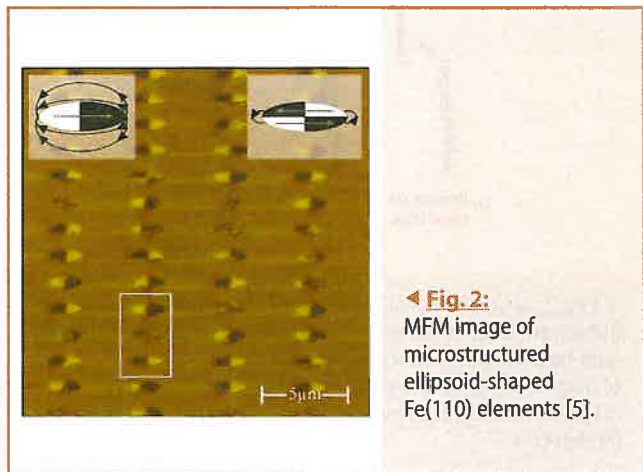 5µm
◄ Fig. 2:
MFM image of
microstructured
ellipsoid-shaped
Fe(110) elements [5].